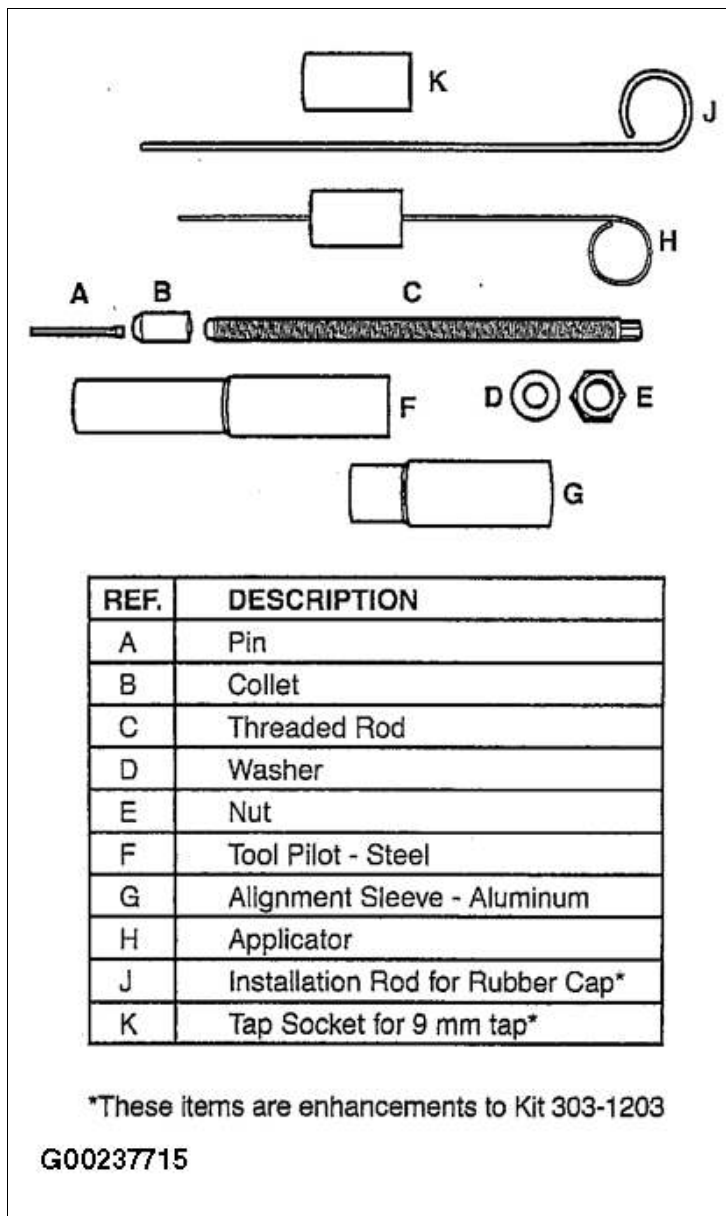 K
J
H
A B C
F D E
G
REF. DESCRIPTION
A Pin
B Collet
C Threaded Rod
D Washer
E Nut
F Tool Pilot - Steel
G Alignment Sleeve - Aluminum
H Applicator
J Installation Rod for Rubber Cap*
K Tap Socket for 9 mm tap*
*These items are enhancements to Kit 303-1203
G00237715